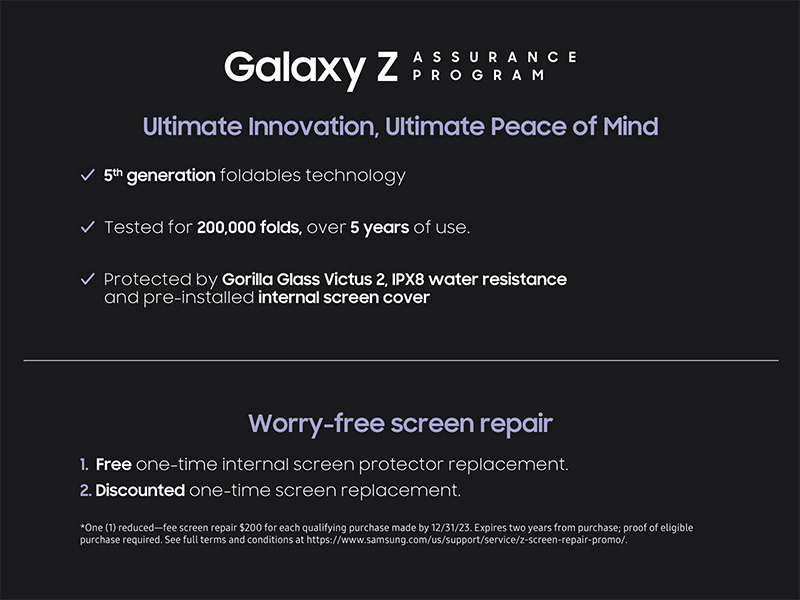 Galaxy Z ASSURANCE
PROGRAM
Ultimate Innovation, Ultimate Peace of Mind
✓ 5th generation foldables technology
✓ Tested for 200,000 folds, over 5 years of use.
✓ Protected by Gorilla Glass Victus 2, IPX8 water resistance
and pre-installed internal screen cover
Worry-free screen repair
1. Free one-time internal screen protector replacement.
2. Discounted one-time screen replacement.
*One (1) reduced—fee screen repair $200 for each qualifying purchase made by 12/31/23. Expires two years from purchase; proof of eligible
purchase required. See full terms and conditions at https://www.samsung.com/us/support/service/z-screen-repair-promo/.